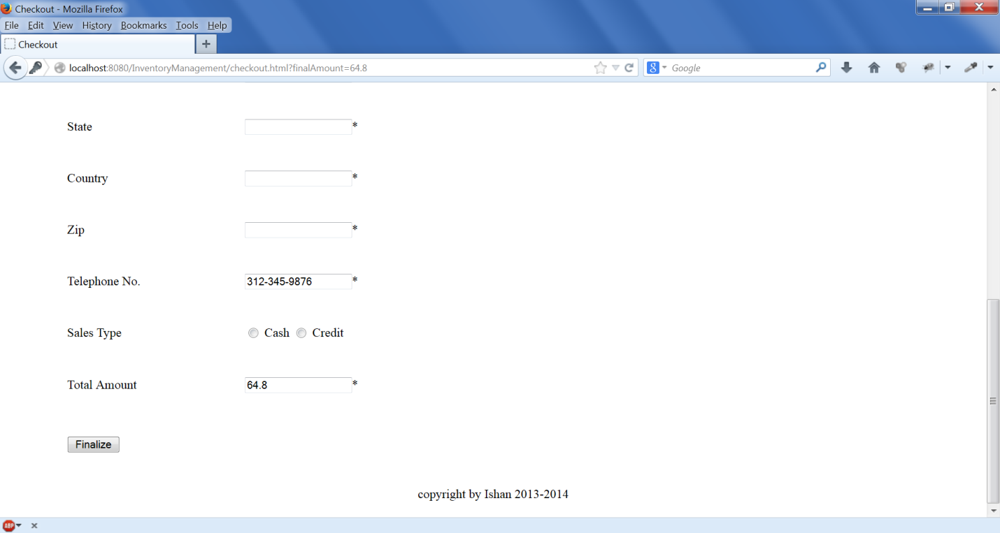 Checkout - Mozilla Firefox
File Edit View History Bookmarks Tools Help
Checkout +
localhost:8080/InventoryManagement/checkout.html?finalAmount=64.8 8 Google
State *
Country *
Zip *
Telephone No. 312-345-9876 *
Sales Type Cash Credit
Total Amount 64.8 *
Finalize
copyright by Ishan 2013-2014
ABP